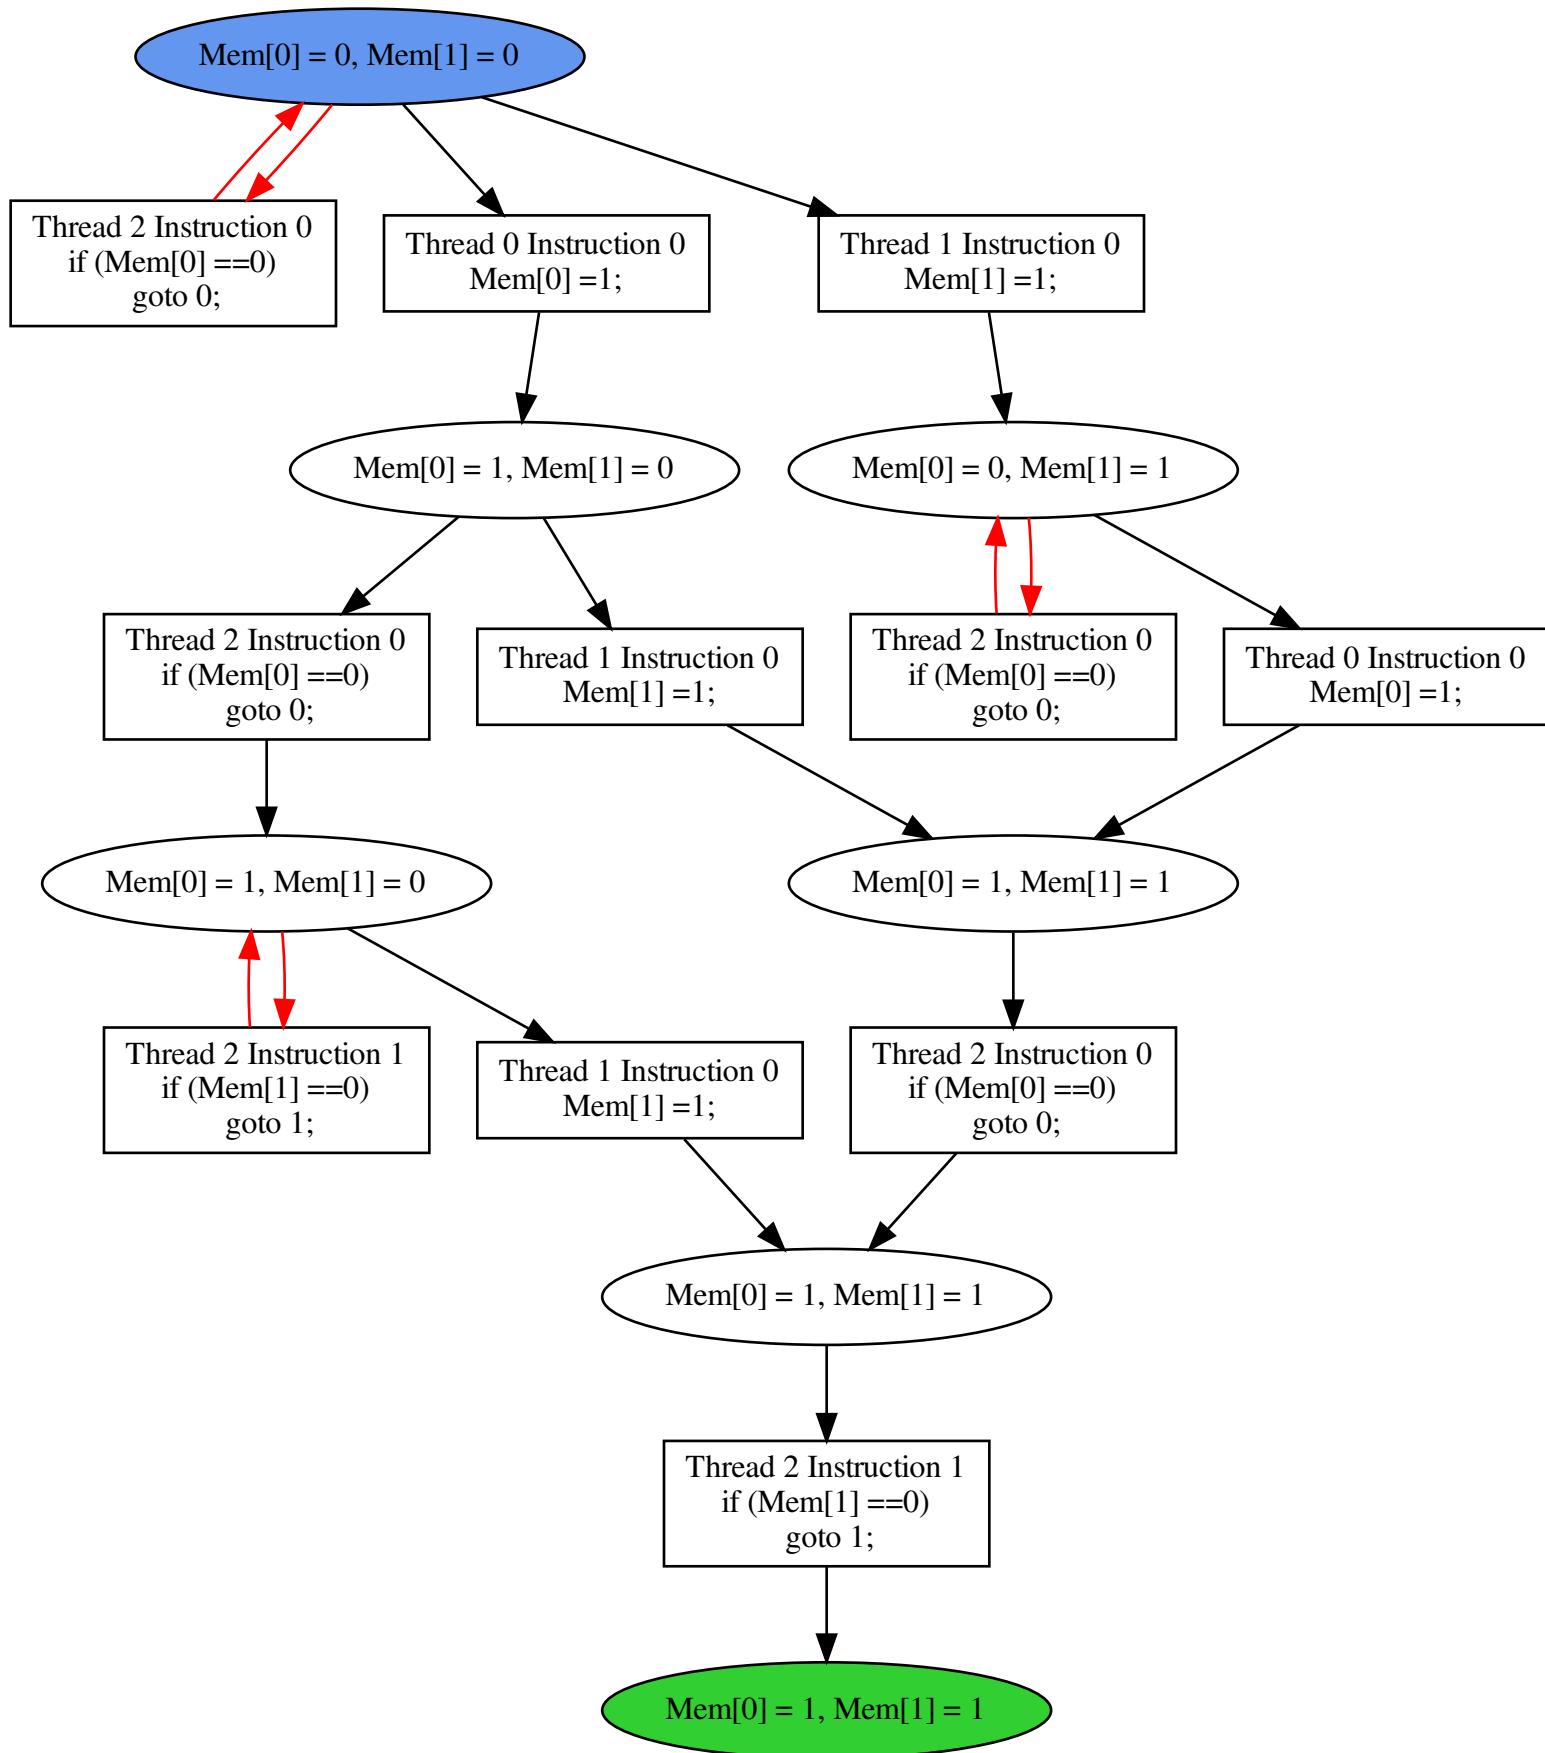 Mem[0] = 0, Mem[1] = 0
Thread 2 Instruction 0
if (Mem[0] ==0)
goto 0;
Thread 0 Instruction 0
Mem[0] =1;
Thread 1 Instruction 0
Mem[1] =1;
Mem[0] = 1, Mem[1] = 0
Mem[0] = 0, Mem[1] = 1
Thread 2 Instruction 0
if (Mem[0] ==0)
goto 0;
Thread 1 Instruction 0
Mem[1] =1;
Thread 2 Instruction 0
if (Mem[0] ==0)
goto 0;
Thread 0 Instruction 0
Mem[0] =1;
Mem[0] = 1, Mem[1] = 0
Mem[0] = 1, Mem[1] = 1
Thread 2 Instruction 1
if (Mem[1] ==0)
goto 1;
Thread 1 Instruction 0
Mem[1] =1;
Thread 2 Instruction 0
if (Mem[0] ==0)
goto 0;
Mem[0] = 1, Mem[1] = 1
Thread 2 Instruction 1
if (Mem[1] ==0)
goto 1;
Mem[0] = 1, Mem[1] = 1